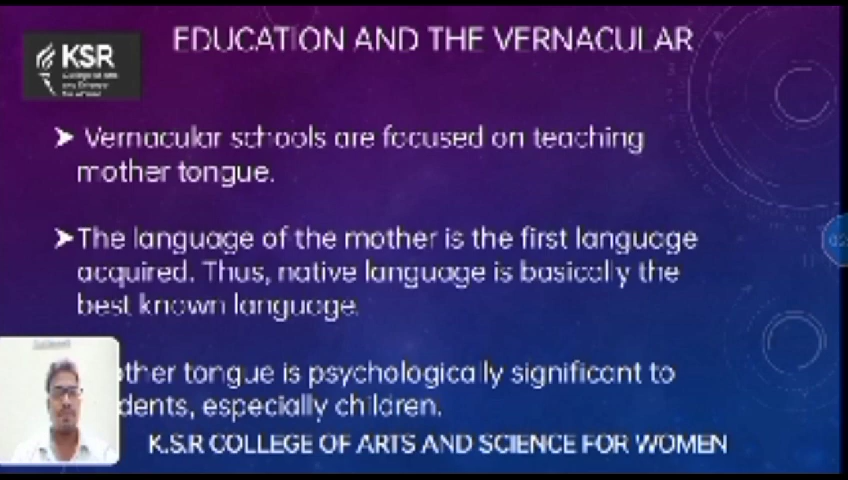 EDUCATION AND THE VERNACULAR
KSR
➤ Vernacular schools are focused on teaching
mother tongue.
➤ The language of the mother is the first language
acquired. Thus, native language is basically the
best known language.
other tongue is psychologically significant to
dents, especially children.
K.S.R COLLEGE OF ARTS AND SCIENCE FOR WOMEN